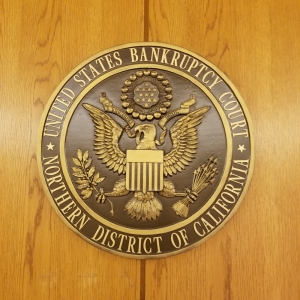 UNITED STATES BANKRUPTCY COURT
NORTHERN DISTRICT OF CALIFORNIA